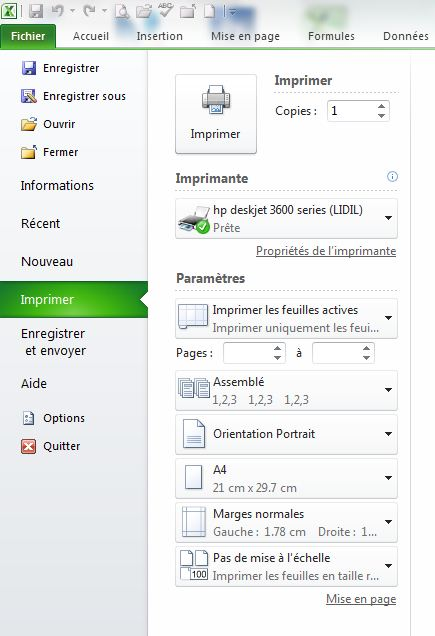 Fichier Accueil Insertion Mise en page Formules Données
Enregistrer
Enregistrer sous
Ouvrir
Fermer
Informations
Récent
Nouveau
Imprimer
Enregistrer
et envoyer
Aide
Options
Quitter
Imprimer
Imprimer
Copies : 1
Imprimante
hp deskjet 3600 series (LIDIL)
Prête
Propriétés de l'imprimante
Paramètres
Imprimer les feuilles actives
Imprimer uniquement les feui...
Pages : à
Assemblé
1,2,3 1,2,3 1,2,3
Orientation Portrait
A4
21 cm x 29.7 cm
Marges normales
Gauche : 1.78 cm Droite : 1...
Pas de mise à l'échelle
Imprimer les feuilles en taille r...
100
Mise en page